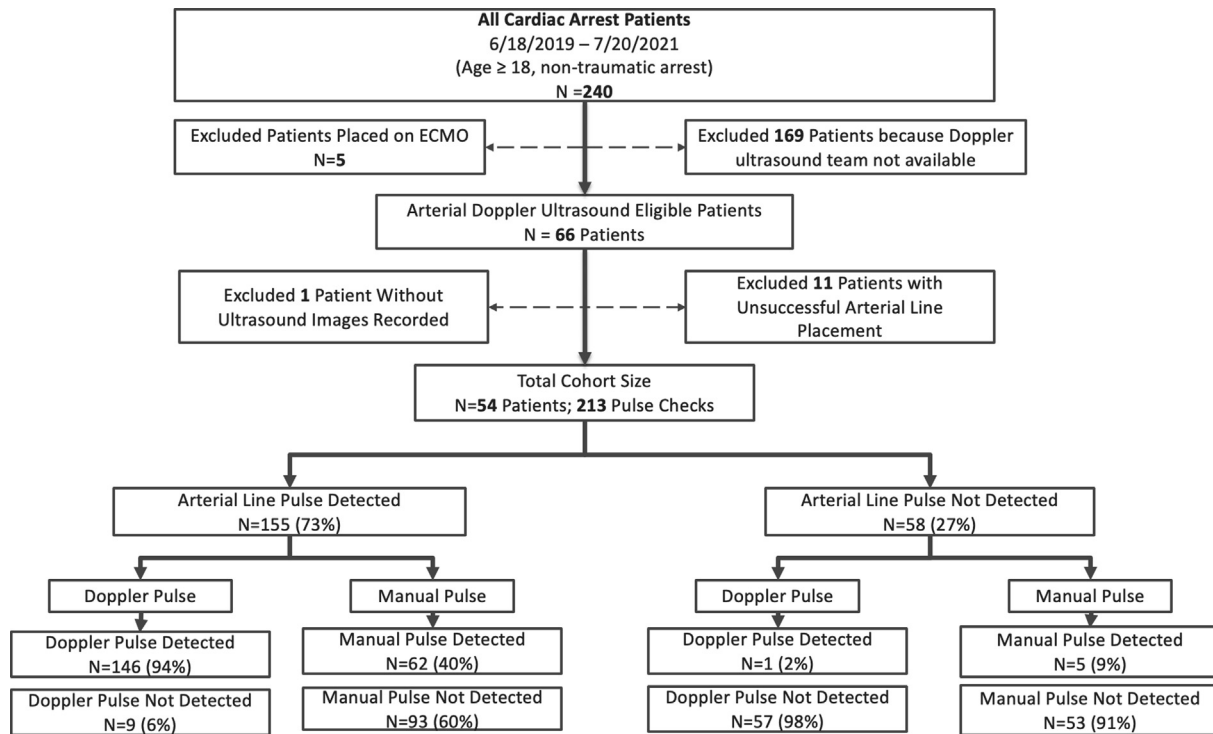 All Cardiac Arrest Patients
6/18/2019 – 7/20/2021
(Age ≥ 18, non-traumatic arrest)
N =240
Excluded Patients Placed on ECMO
N=5
Excluded 169 Patients because Doppler
ultrasound team not available
Arterial Doppler Ultrasound Eligible Patients
N = 66 Patients
Excluded 1 Patient Without
Ultrasound Images Recorded
Excluded 11 Patients with
Unsuccessful Arterial Line
Placement
Total Cohort Size
N=54 Patients; 213 Pulse Checks
Arterial Line Pulse Detected
N=155 (73%)
Arterial Line Pulse Not Detected
N=58 (27%)
Doppler Pulse
Manual Pulse
Doppler Pulse
Manual Pulse
Doppler Pulse Detected
N=146 (94%)
Manual Pulse Detected
N=62 (40%)
Doppler Pulse Detected
N=1 (2%)
Manual Pulse Detected
N=5 (9%)
Doppler Pulse Not Detected
N=9 (6%)
Manual Pulse Not Detected
N=93 (60%)
Doppler Pulse Not Detected
N=57 (98%)
Manual Pulse Not Detected
N=53 (91%)